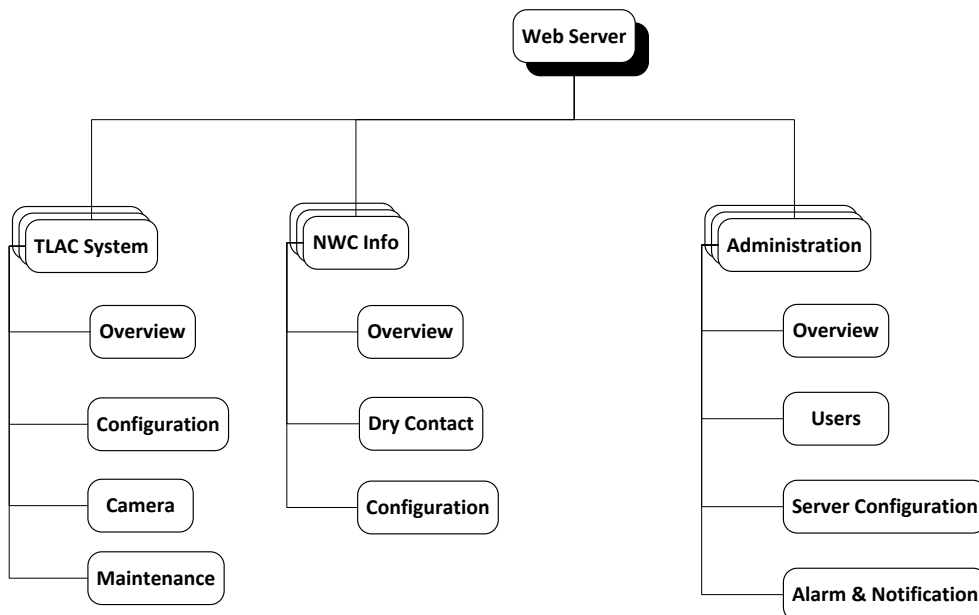 Web Server
TLAC System
Overview
Configuration
Camera
Maintenance
NWC Info
Overview
Dry Contact
Configuration
Administration
Overview
Users
Server Configuration
Alarm & Notification